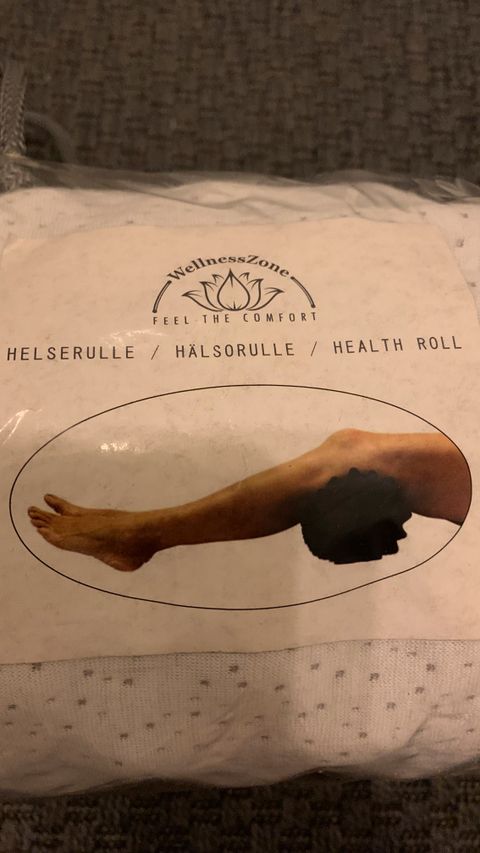 WellnessZone
FEEL THE COMFORT
HELSERULLE / HÄLSORULLE / HEALTH ROLL